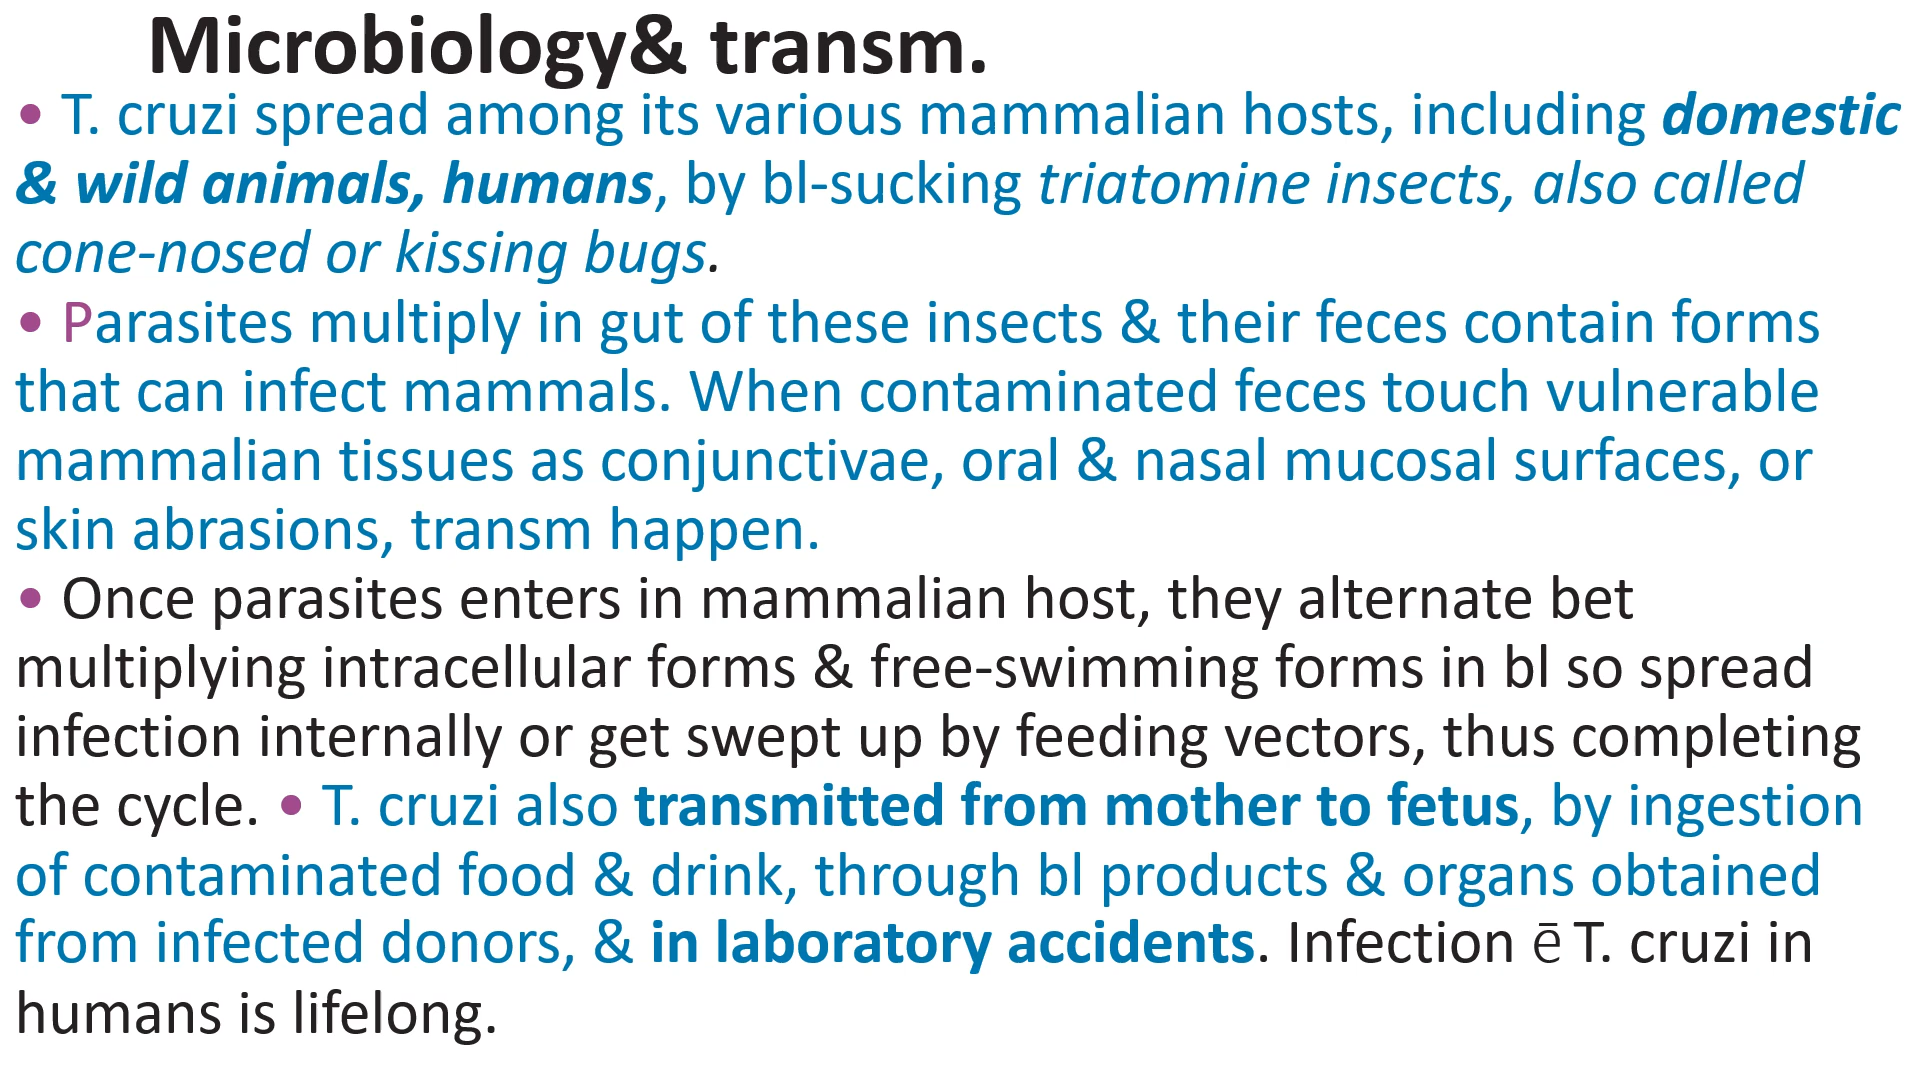 Microbiology& transm.
• T. cruzi spread among its various mammalian hosts, including domestic
& wild animals, humans, by bl-sucking triatomine insects, also called
cone-nosed or kissing bugs.
• Parasites multiply in gut of these insects & their feces contain forms
that can infect mammals. When contaminated feces touch vulnerable
mammalian tissues as conjunctivae, oral & nasal mucosal surfaces, or
skin abrasions, transm happen.
• Once parasites enters in mammalian host, they alternate bet
multiplying intracellular forms & free-swimming forms in bl so spread
infection internally or get swept up by feeding vectors, thus completing
the cycle. • T. cruzi also transmitted from mother to fetus, by ingestion
of contaminated food & drink, through bl products & organs obtained
from infected donors, & in laboratory accidents. Infection ē T. cruzi in
humans is lifelong.